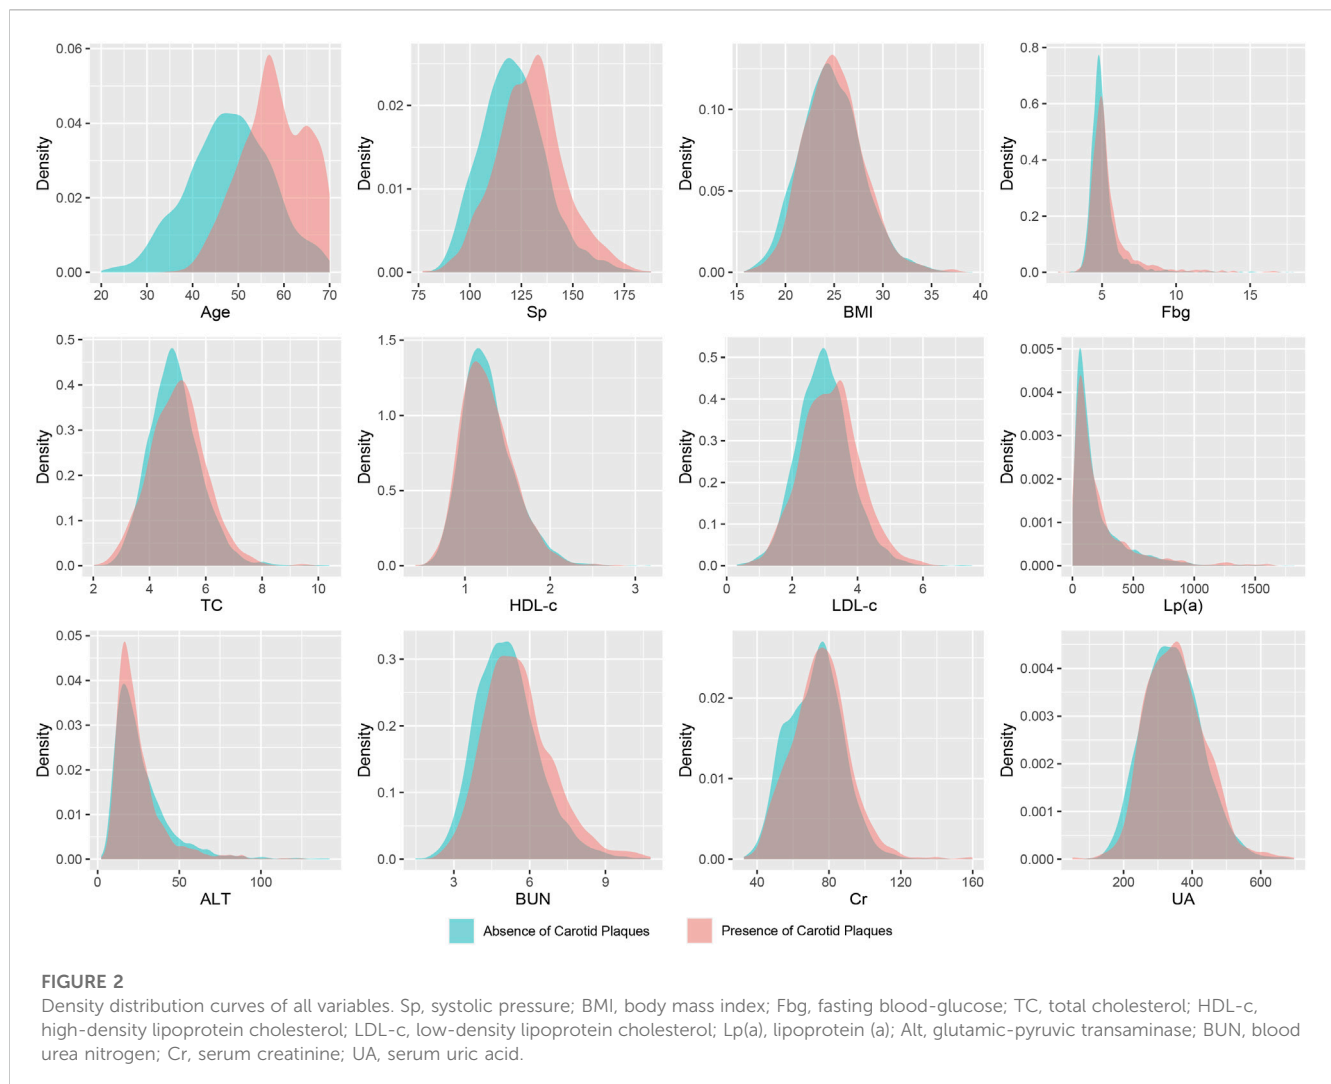 0.06
0.04
0.02
0.00
Density
20 30 40 50 60 70
Age
0.02
0.01
0.00
Density
75 100 125 150 175
Sp
0.10
0.05
0.00
Density
15 20 25 30 35 40
BMI
0.8
0.6
0.4
0.2
0.0
Density
5 10 15
Fbg
0.5
0.4
0.3
0.2
0.1
0.0
Density
2 4 6 8 10
TC
1.5
1.0
0.5
0.0
Density
1 2 3
HDL-c
0.5
0.4
0.3
0.2
0.1
0.0
Density
0 2 4 6
LDL-c
0.005
0.004
0.003
0.002
0.001
0.000
Density
0 500 1000 1500
Lp(a)
0.05
0.04
0.03
0.02
0.01
0.00
Density
0 50 100
ALT
0.3
0.2
0.1
0.0
Density
3 6 9
BUN
0.02
0.01
0.00
Density
40 80 120 160
Cr
0.004
0.003
0.002
0.001
0.000
Density
200 400 600
UA
Absence of Carotid Plaques Presence of Carotid Plaques
FIGURE 2
Density distribution curves of all variables. Sp, systolic pressure; BMI, body mass index; Fbg, fasting blood-glucose; TC, total cholesterol; HDL-c,
high-density lipoprotein cholesterol; LDL-c, low-density lipoprotein cholesterol; Lp(a), lipoprotein (a); Alt, glutamic-pyruvic transaminase; BUN, blood
urea nitrogen; Cr, serum creatinine; UA, serum uric acid.